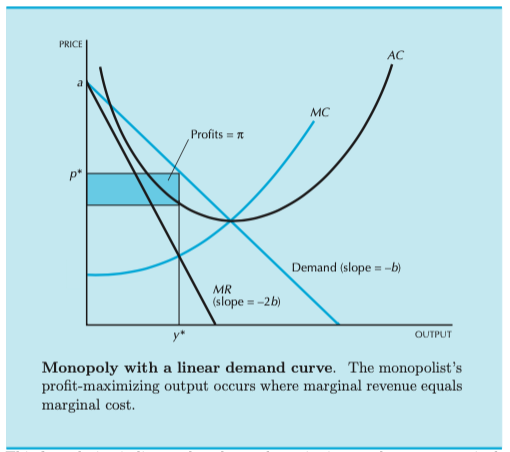 PRICE
AC
a
MC
Profits = π
p*
Demand (slope = –b)
MR
(slope = –2b)
y*
OUTPUT
Monopoly with a linear demand curve. The monopolist's
profit-maximizing output occurs where marginal revenue equals
marginal cost.